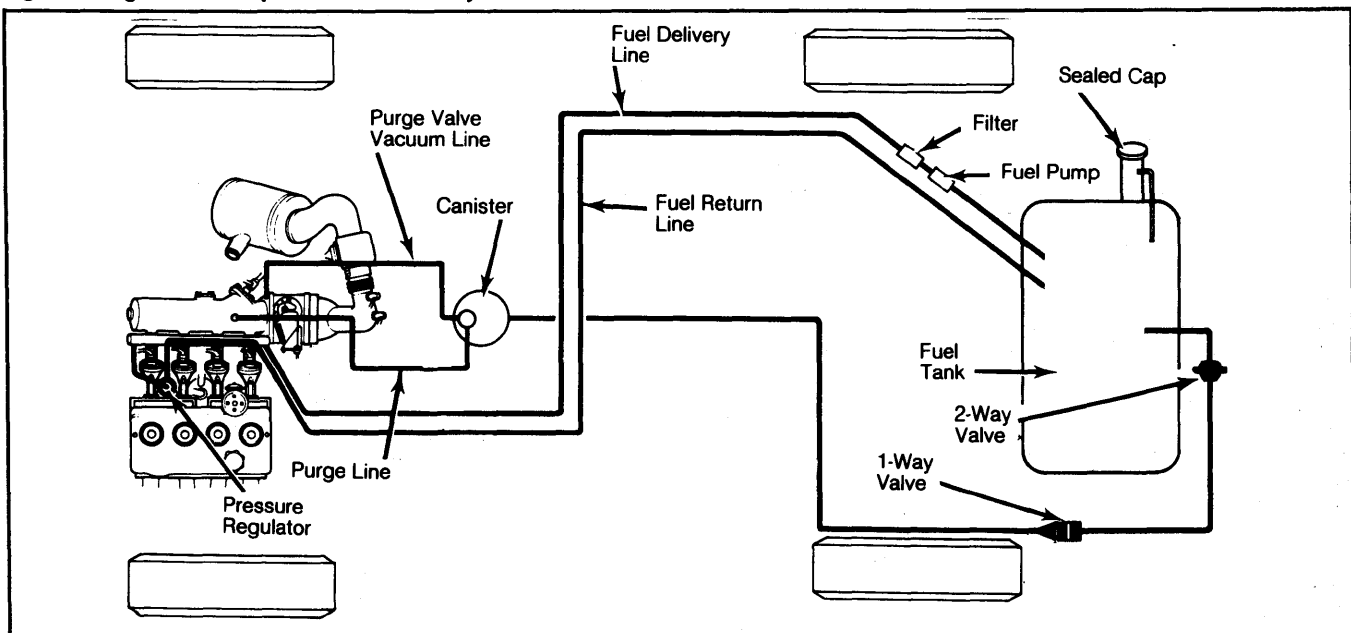 Fuel Delivery
Line
Sealed Cap
Purge Valve
Vacuum Line
Filter
Fuel Pump
Canister
Fuel Return
Line
Fuel
Tank
2-Way
Valve
1-Way
Valve
Purge Line
Pressure
Regulator